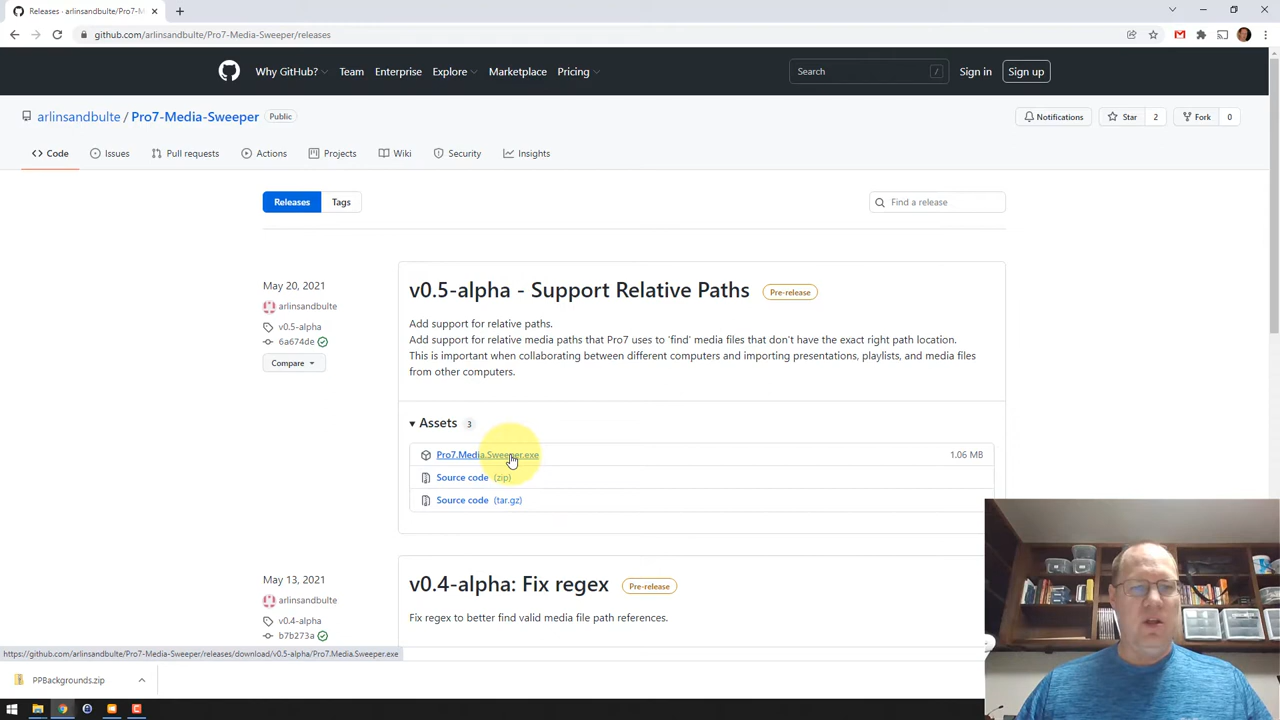 Releases · arlinsandbulte/Pro7-M
github.com/arlinsandbulte/Pro7-Media-Sweeper/releases
Why GitHub? Team Enterprise Explore Marketplace Pricing Search / Sign in Sign up
arlinsandbulte / Pro7-Media-Sweeper Public Notifications Star 2 Fork 0
Code Issues Pull requests Actions Projects Wiki Security Insights
Releases Tags Find a release
May 20, 2021
arlinsandbulte
v0.5-alpha
6a674de
Compare
v0.5-alpha - Support Relative Paths Pre-release
Add support for relative paths.
Add support for relative media paths that Pro7 uses to 'find' media files that don't have the exact right path location.
This is important when collaborating between different computers and importing presentations, playlists, and media files
from other computers.
Assets 3
Pro7.Media.Sweeper.exe 1.06 MB
Source code (zip)
Source code (tar.gz)
May 13, 2021
arlinsandbulte
v0.4-alpha
b7b273a
v0.4-alpha: Fix regex Pre-release
Fix regex to better find valid media file path references.
https://github.com/arlinsandbulte/Pro7-Media-Sweeper/releases/download/v0.5-alpha/Pro7.Media.Sweeper.exe
PPBackgrounds.zip